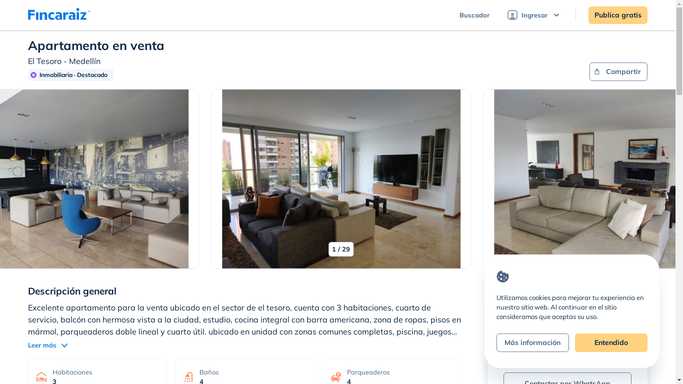 Fincaraiz
Buscador
Ingresar
Publica gratis
Apartamento en venta
El Tesoro - Medellín
Inmobiliaria · Destacado
Compartir
1 / 29
Descripción general
Excelente apartamento para la venta ubicado en el sector de el tesoro, cuenta con 3 habitaciones, cuarto de
servicio, balcón con hermosa vista a la ciudad, estudio, cocina integral con barra americana, zona de ropas, pisos en
mármol, parqueaderos doble lineal y cuarto útil. ubicado en unidad con zonas comunes completas, piscina, juegos...
Leer más
Habitaciones
3
Baños
4
Parqueaderos
4
Utilizamos cookies para mejorar tu experiencia en
nuestro sitio web. Al continuar en el sitio
consideramos que aceptas su uso.
Más información
Entendido
Contactar por WhatsApp